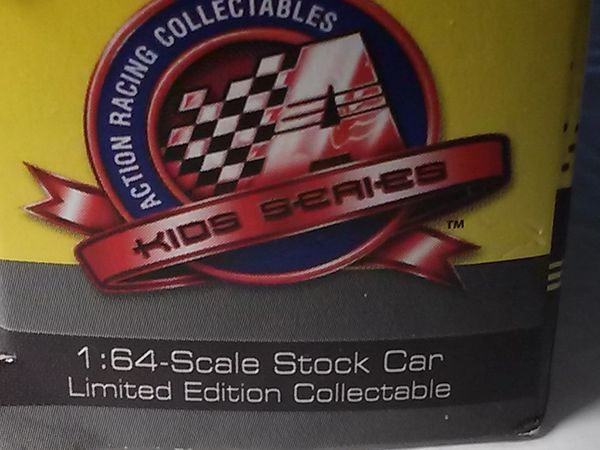 ACTION RACING COLLECTABLES
A
KIDS SERIES
TM
1:64-Scale Stock Car
Limited Edition Collectable